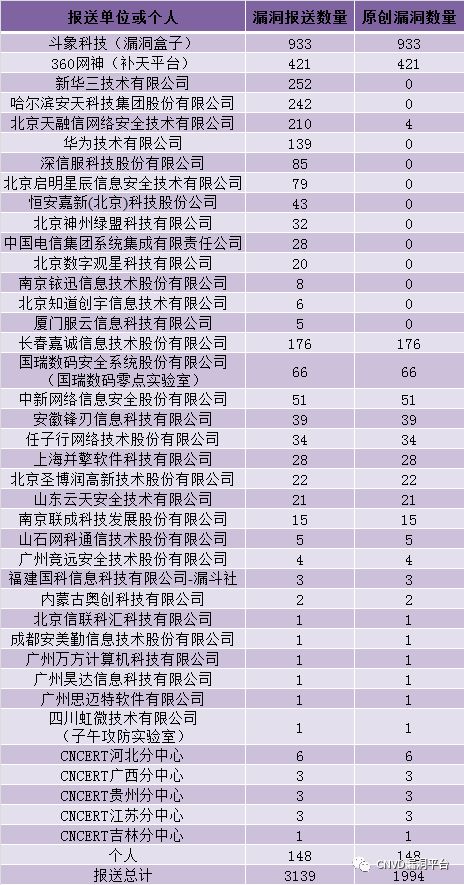 报送单位或个人 漏洞报送数量 原创漏洞数量
斗象科技（漏洞盒子） 933 933
360网神（补天平台） 421 421
新华三技术有限公司 252 0
哈尔滨安天科技集团股份有限公司 242 0
北京天融信网络安全技术有限公司 210 4
华为技术有限公司 139 0
深信服科技股份有限公司 85 0
北京启明星辰信息安全技术有限公司 79 0
恒安嘉新(北京)科技股份公司 43 0
北京神州绿盟科技有限公司 32 0
中国电信集团系统集成有限责任公司 28 0
北京数字观星科技有限公司 20 0
南京铱迅信息技术股份有限公司 8 0
北京知道创宇信息技术有限公司 6 0
厦门服云信息科技有限公司 5 0
长春嘉诚信息技术股份有限公司 176 176
国瑞数码安全系统股份有限公司
（国瑞数码零点实验室） 66 66
中新网络信息安全股份有限公司 51 51
安徽锋刃信息科技有限公司 39 39
任子行网络技术股份有限公司 34 34
上海并擎软件科技有限公司 28 28
北京圣博润高新技术股份有限公司 22 22
山东云天安全技术有限公司 21 21
南京联成科技发展股份有限公司 15 15
山石网科通信技术股份有限公司 5 5
广州竞远安全技术股份有限公司 4 4
福建国科信息科技有限公司-漏斗社 3 3
内蒙古奥创科技有限公司 2 2
北京信联科汇科技有限公司 1 1
成都安美勤信息技术股份有限公司 1 1
广州万方计算机科技有限公司 1 1
广州昊达信息科技有限公司 1 1
广州思迈特软件有限公司 1 1
四川虹微技术有限公司
（子午攻防实验室） 1 1
CNCERT河北分中心 6 6
CNCERT广西分中心 3 3
CNCERT贵州分中心 3 3
CNCERT江苏分中心 3 3
CNCERT吉林分中心 1 1
个人 148 148
报送总计 3139 1994
CNVD漏洞平台